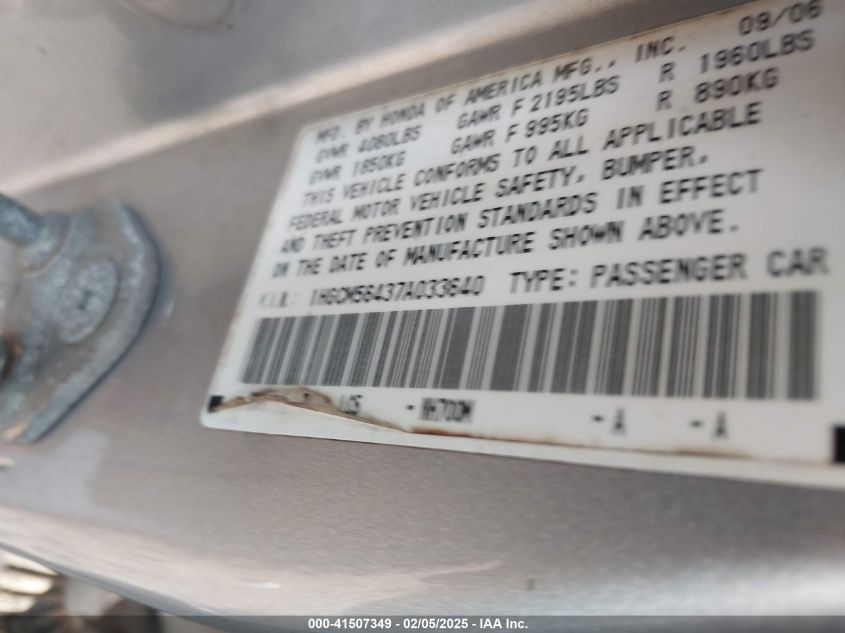 MFD. BY HONDA OF AMERICA MFG., INC. 09/06
GVWR 4080LBS GAWR F 2195LBS R 1960LBS
GVWR 1850KG GAWR F 995KG R 890KG
THIS VEHICLE CONFORMS TO ALL APPLICABLE
FEDERAL MOTOR VEHICLE SAFETY, BUMPER,
AND THEFT PREVENTION STANDARDS IN EFFECT
ON THE DATE OF MANUFACTURE SHOWN ABOVE.
V.I.N.: 1HGCM56437A033640 TYPE: PASSENGER CAR
-NH700M -A -A
000-41507349 - 02/05/2025 - IAA Inc.